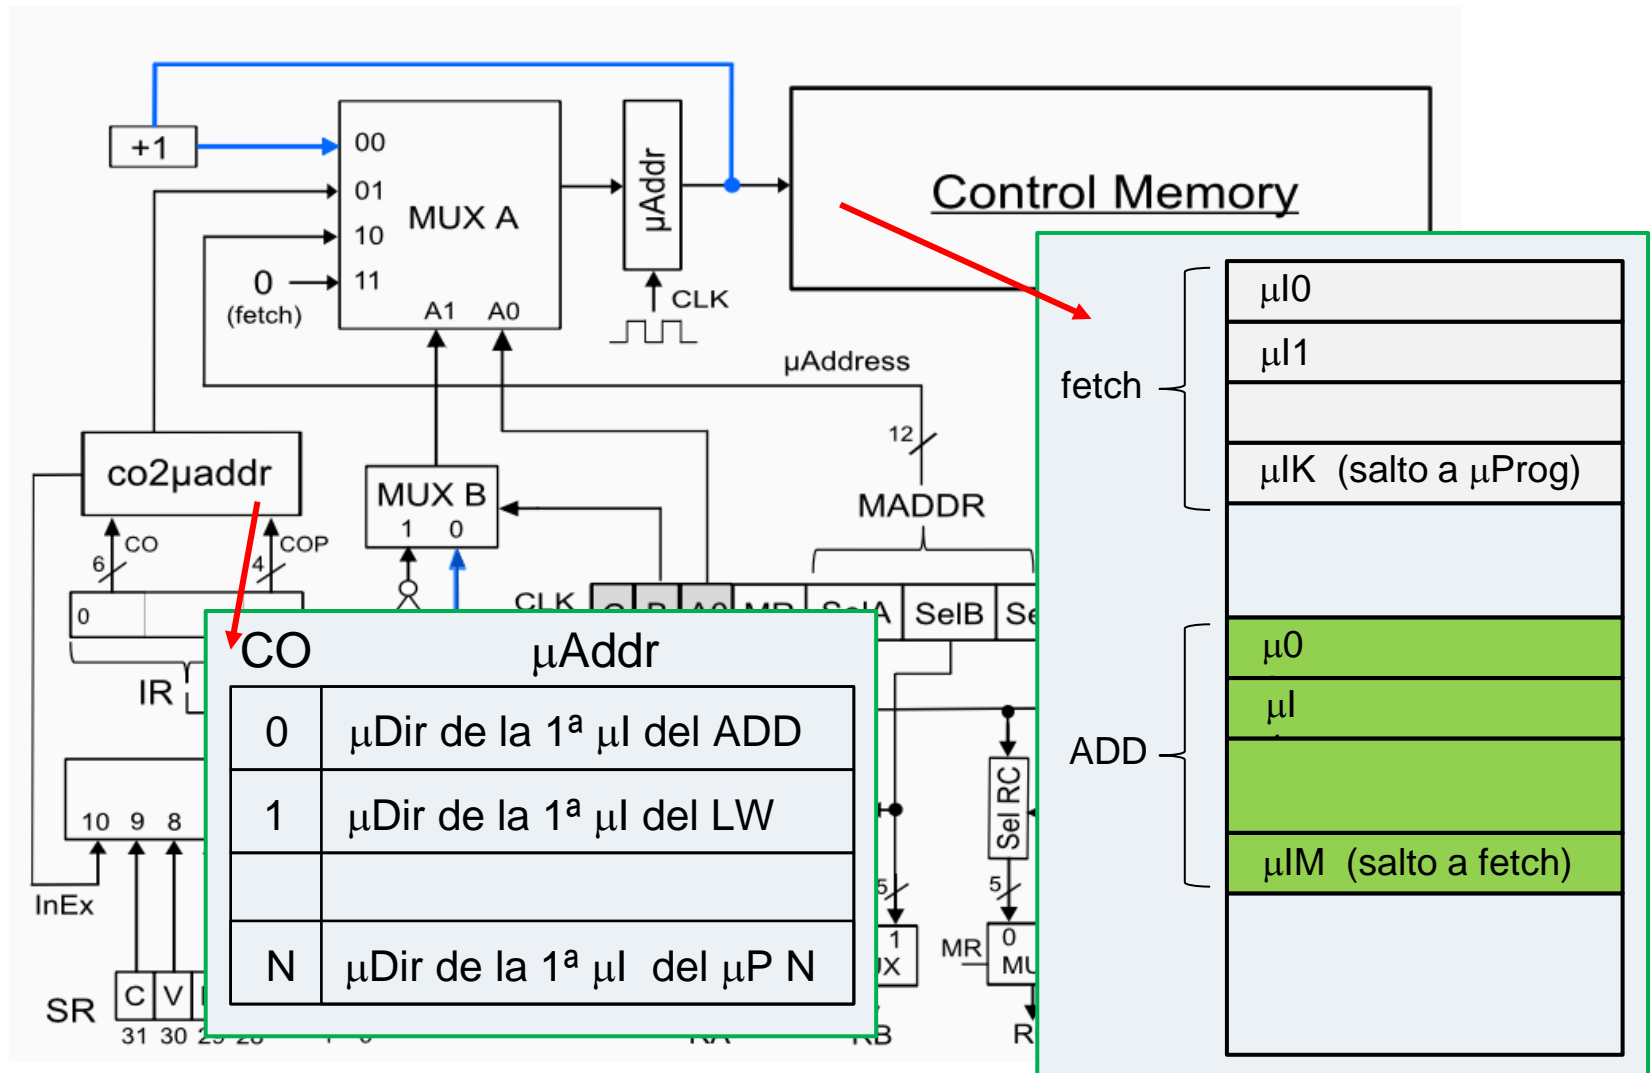 +1
00
01
10
11
MUX A
A1 A0
0
(fetch)
µAddr
CLK
Control Memory
µAddress
12
MADDR
co2µaddr
CO
6
COP
4
MUX B
1 0
0
IR
CLK
MR
SelB
10 9 8
InEx
SR
C V
31 30
Sel RC
5
5
1
0
MR
CO µAddr
0 µDir de la 1ª µI del ADD
1 µDir de la 1ª µI del LW
N µDir de la 1ª µI del µP N
fetch
µI0
µI1
µIK (salto a µProg)
ADD
µ0
µI
µIM (salto a fetch)